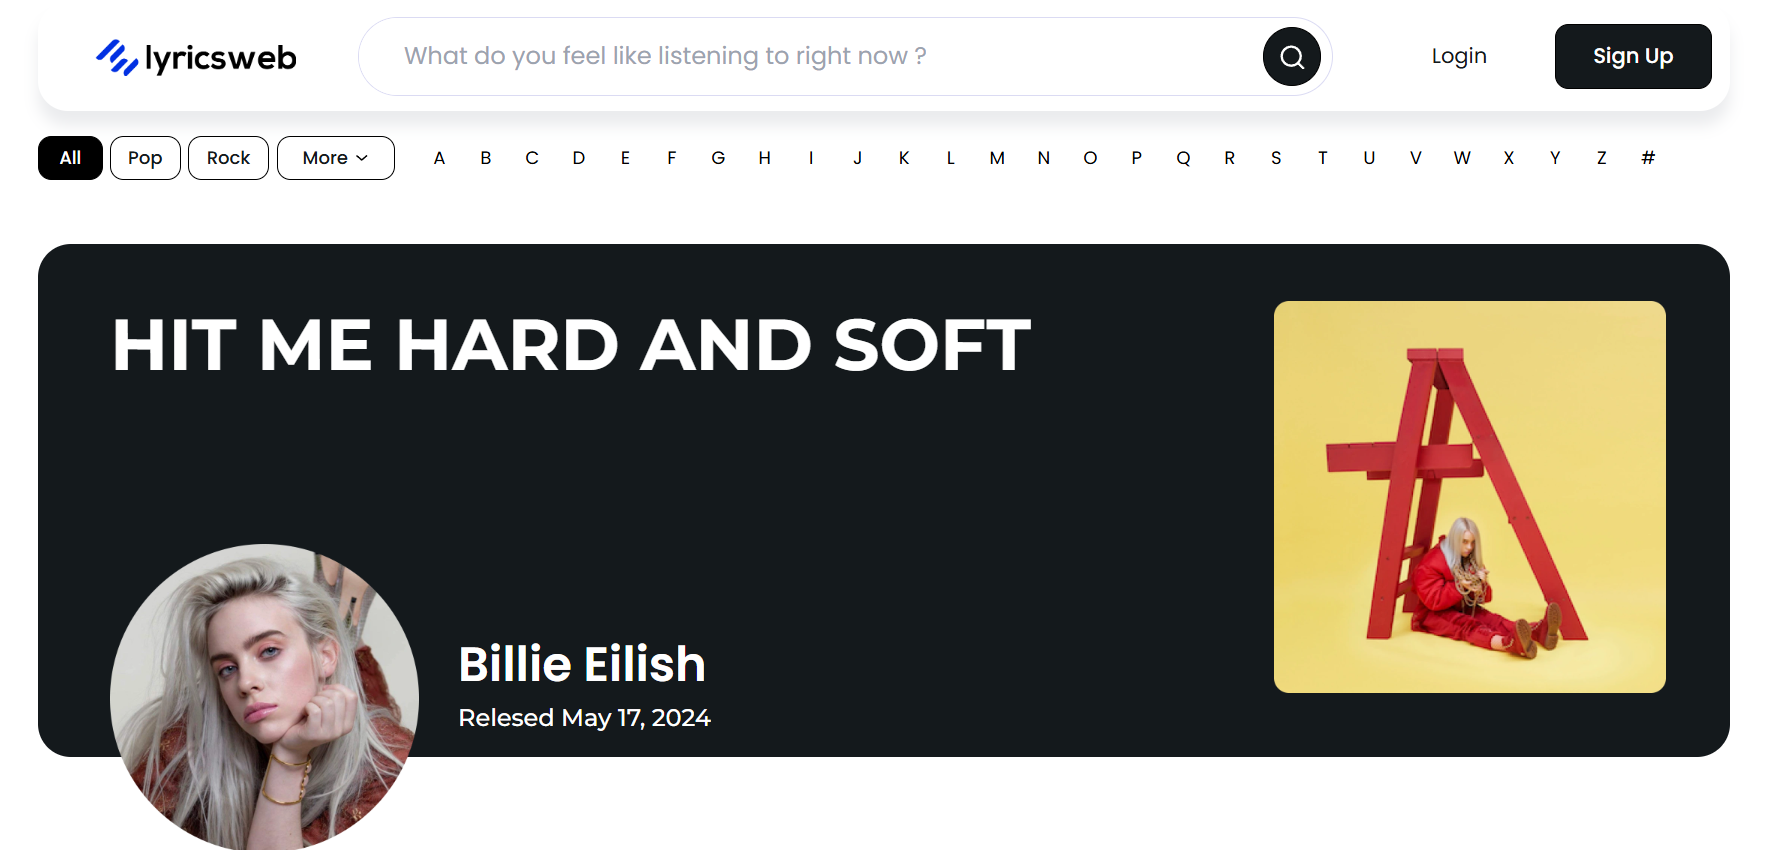 lyricsweb
What do you feel like listening to right now ?
Login
Sign Up
All Pop Rock More A B C D E F G H I J K L M N O P Q R S T U V W X Y Z #
HIT ME HARD AND SOFT
Billie Eilish
Relesed May 17, 2024